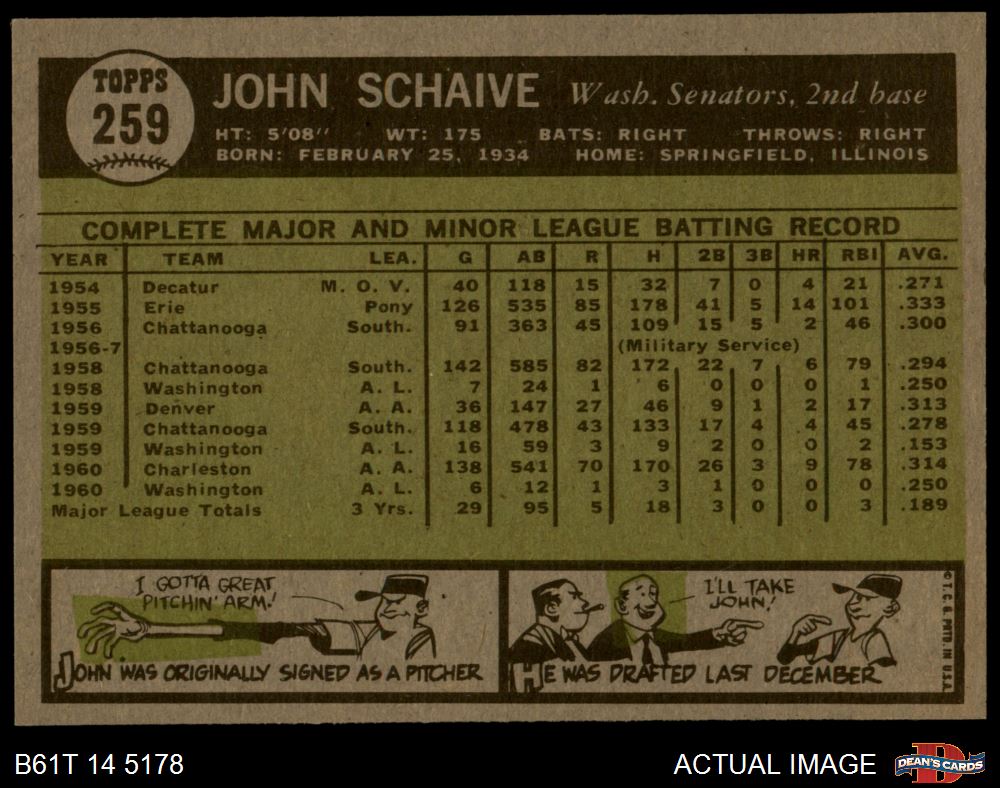 TOPPS
259
JOHN SCHAIVE Wash. Senators, 2nd base
HT: 5'08" WT: 175 BATS: RIGHT THROWS: RIGHT
BORN: FEBRUARY 25, 1934 HOME: SPRINGFIELD, ILLINOIS
COMPLETE MAJOR AND MINOR LEAGUE BATTING RECORD
YEAR TEAM LEA. G AB R H 2B 3B HR RBI AVG.
1954 Decatur M. O. V. 40 118 15 32 7 0 4 21 .271
1955 Erie Pony 126 535 85 178 41 5 14 101 .333
1956 Chattanooga South. 91 363 45 109 15 5 2 46 .300
1956-7 (Military Service)
1958 Chattanooga South. 142 585 82 172 22 7 6 79 .294
1958 Washington A. L. 7 24 1 6 0 0 0 1 .250
1959 Denver A. A. 36 147 27 46 9 1 2 17 .313
1959 Chattanooga South. 118 478 43 133 17 4 4 45 .278
1959 Washington A. L. 16 59 3 9 2 0 0 2 .153
1960 Charleston A. A. 138 541 70 170 26 3 9 78 .314
1960 Washington A. L. 6 12 1 3 1 0 0 0 .250
Major League Totals 3 Yrs. 29 95 5 18 3 0 0 3 .189
I GOTTA GREAT
PITCHIN' ARM!
JOHN WAS ORIGINALLY SIGNED AS A PITCHER
I'LL TAKE
JOHN!
HE WAS DRAFTED LAST DECEMBER
© T. C. G. PRTD IN U.S.A.
B61T 14 5178
ACTUAL IMAGE
D
DEAN'S CARDS